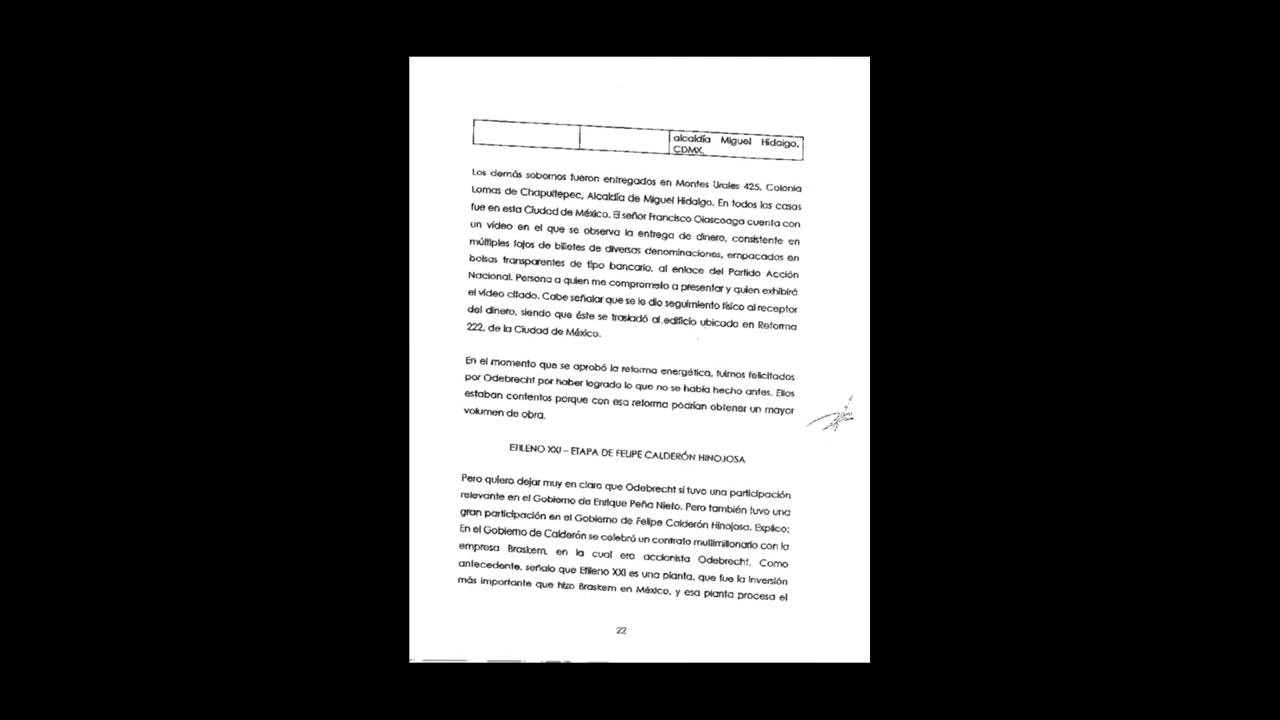 alcaldía Miguel Hidalgo,
CDMX.
Los demás sobornos fueron entregados en Montes Urales 425, Colonia
Lomas de Chapultepec, Alcaldía de Miguel Hidalgo. En todos los casos
fue en esta Ciudad de México. El señor Francisco Olascoaga cuenta con
un vídeo en el que se observa la entrega de dinero, consistente en
múltiples fajos de billetes de diversas denominaciones, empacados en
bolsas transparentes de tipo bancario, al enlace del Partido Acción
Nacional. Persona a quien me comprometo a presentar y quien exhibirá
el vídeo citado. Cabe señalar que se le dio seguimiento físico al receptor
del dinero, siendo que éste se trasladó al edificio ubicado en Reforma
222, de la Ciudad de México.
En el momento que se aprobó la reforma energética, fuimos felicitados
por Odebrecht por haber logrado lo que no se había hecho antes. Ellos
estaban contentos porque con esa reforma podrían obtener un mayor
volumen de obra.
ETILENO XXI – ETAPA DE FELIPE CALDERÓN HINOJOSA
Pero quiero dejar muy en claro que Odebrecht sí tuvo una participación
relevante en el Gobierno de Enrique Peña Nieto. Pero también tuvo una
gran participación en el Gobierno de Felipe Calderón Hinojosa. Explico:
En el Gobierno de Calderón se celebró un contrato multimillonario con la
empresa Braskem, en la cual era accionista Odebrecht. Como
antecedente, señalo que Etileno XXI es una planta, que fue la inversión
más importante que hizo Braskem en México, y esa planta procesa el
22